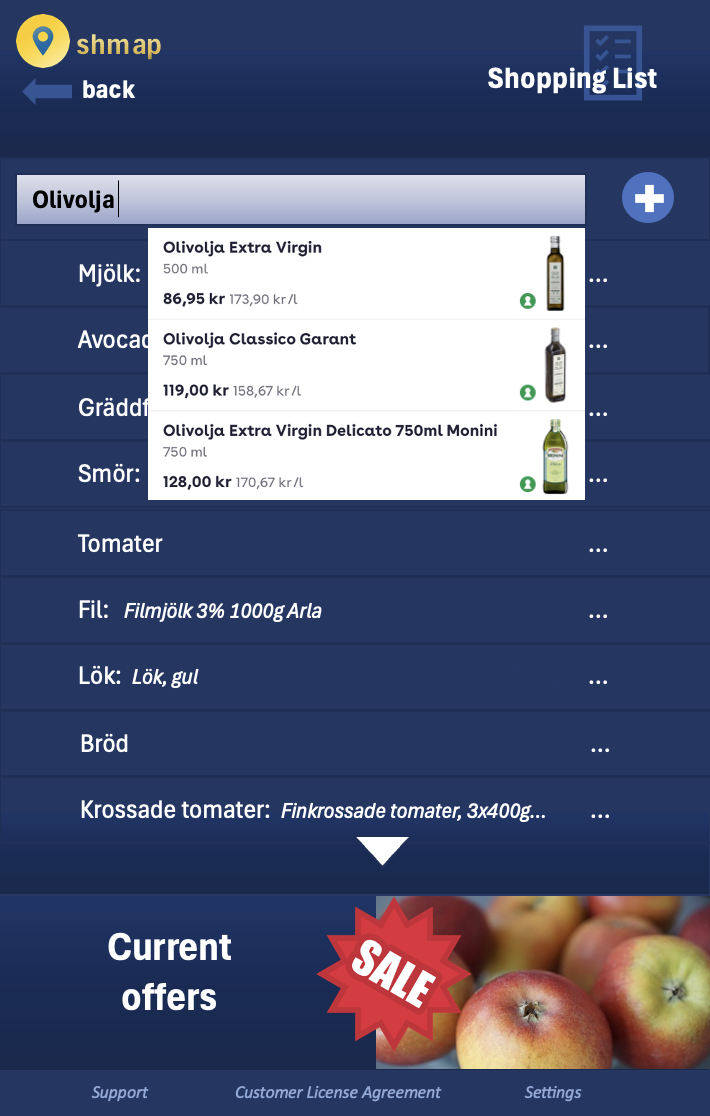 shmap
back
Shopping List
Olivolja
Olivolja Extra Virgin
500 ml
86,95 kr 173,90 kr/l
Mjölk: ...
Olivolja Classico Garant
750 ml
119,00 kr 158,67 kr/l
Avocad ...
Gräddf ...
Olivolja Extra Virgin Delicato 750ml Monini
750 ml
128,00 kr 170,67 kr/l
Smör: ...
Tomater ...
Fil: Filmjölk 3% 1000g Arla ...
Lök: Lök, gul ...
Bröd ...
Krossade tomater: Finkrossade tomater, 3x400g... ...
Current
offers
SALE
Support Customer License Agreement Settings